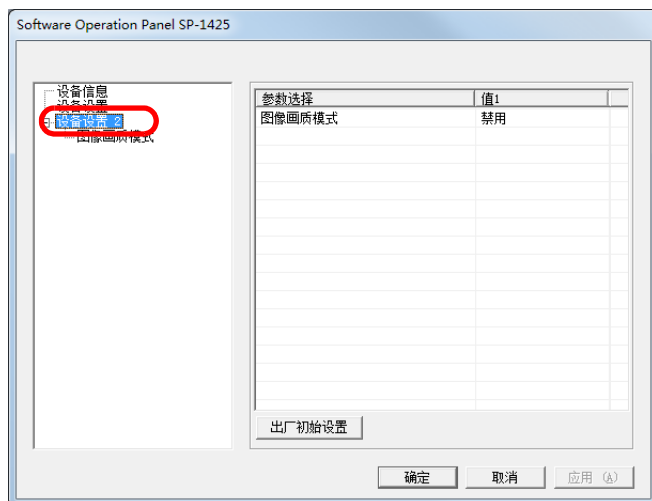 Software Operation Panel SP-1425
设备信息
设备设置
设备设置 2
图像画质模式
参数选择 值1
图像画质模式 禁用
出厂初始设置
确定 取消 应用 (A)